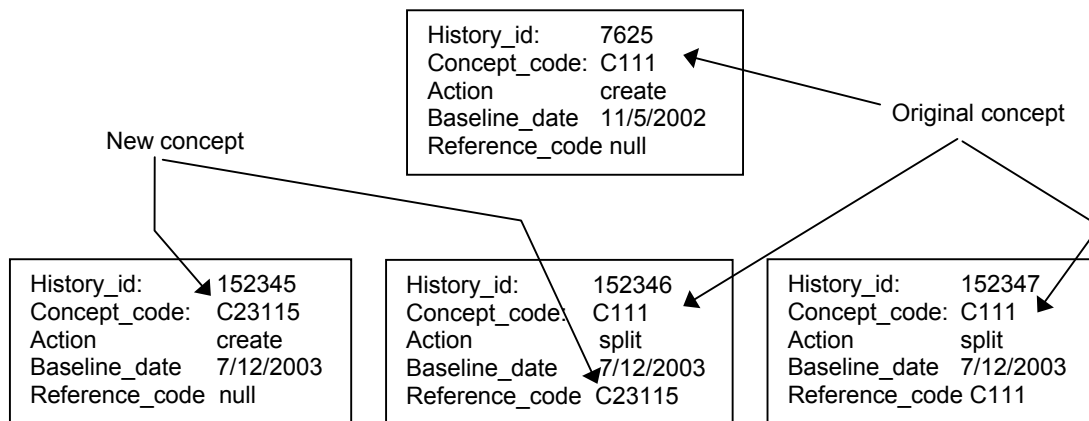 History_id: 7625
Concept_code: C111
Action create
Baseline_date 11/5/2002
Reference_code null
Original concept
New concept
History_id: 152345
Concept_code: C23115
Action create
Baseline_date 7/12/2003
Reference_code null
History_id: 152346
Concept_code: C111
Action split
Baseline_date 7/12/2003
Reference_code C23115
History_id: 152347
Concept_code: C111
Action split
Baseline_date 7/12/2003
Reference_code C111